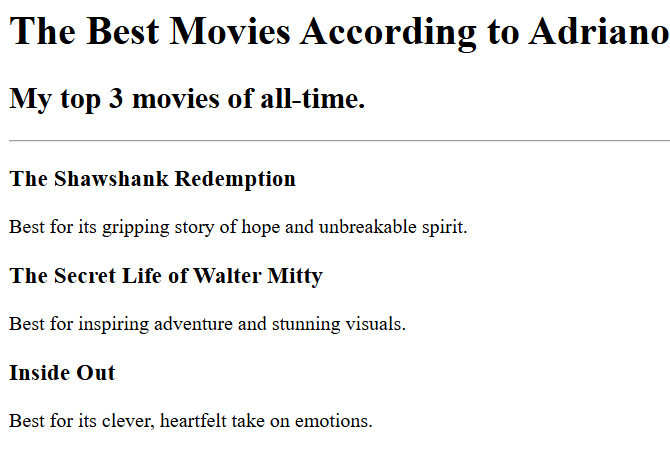 The Best Movies According to Adriano
My top 3 movies of all-time.
The Shawshank Redemption
Best for its gripping story of hope and unbreakable spirit.
The Secret Life of Walter Mitty
Best for inspiring adventure and stunning visuals.
Inside Out
Best for its clever, heartfelt take on emotions.